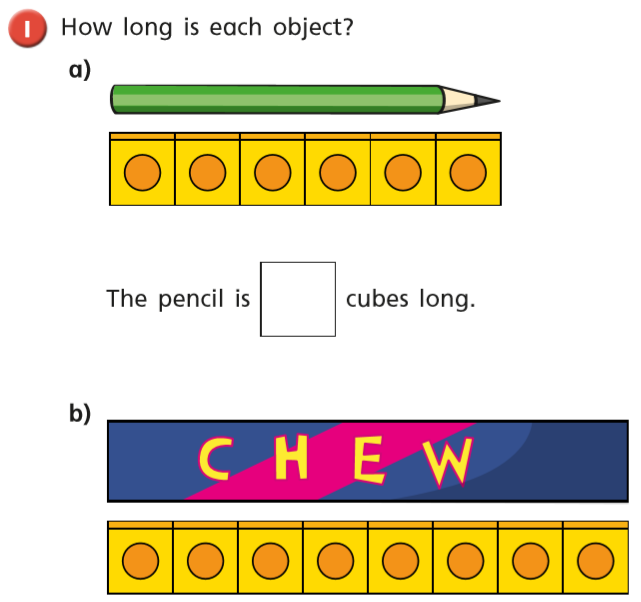 1 How long is each object?
a)
The pencil is cubes long.
b)
CHEW